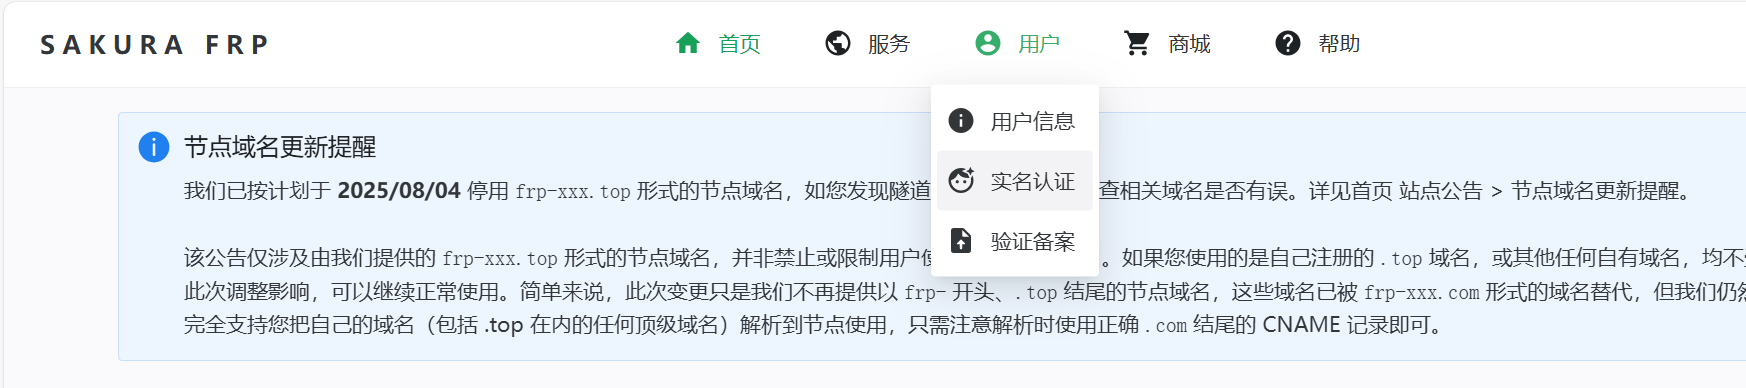 SAKURA FRP
首页
服务
用户
商城
帮助
用户信息
实名认证
验证备案
节点域名更新提醒
我们已按计划于 2025/08/04 停用 frp-xxx.top 形式的节点域名，如您发现隧道 查相关域名是否有误。详见首页 站点公告 > 节点域名更新提醒。
该公告仅涉及由我们提供的 frp-xxx.top 形式的节点域名，并非禁止或限制用户使 。如果您使用的是自己注册的 .top 域名，或其他任何自有域名，均不
此次调整影响，可以继续正常使用。简单来说，此次变更只是我们不再提供以 frp- 开头、.top 结尾的节点域名，这些域名已被 frp-xxx.com 形式的域名替代，但我们仍然
完全支持您把自己的域名（包括 .top 在内的任何顶级域名）解析到节点使用，只需注意解析时使用正确 .com 结尾的 CNAME 记录即可。